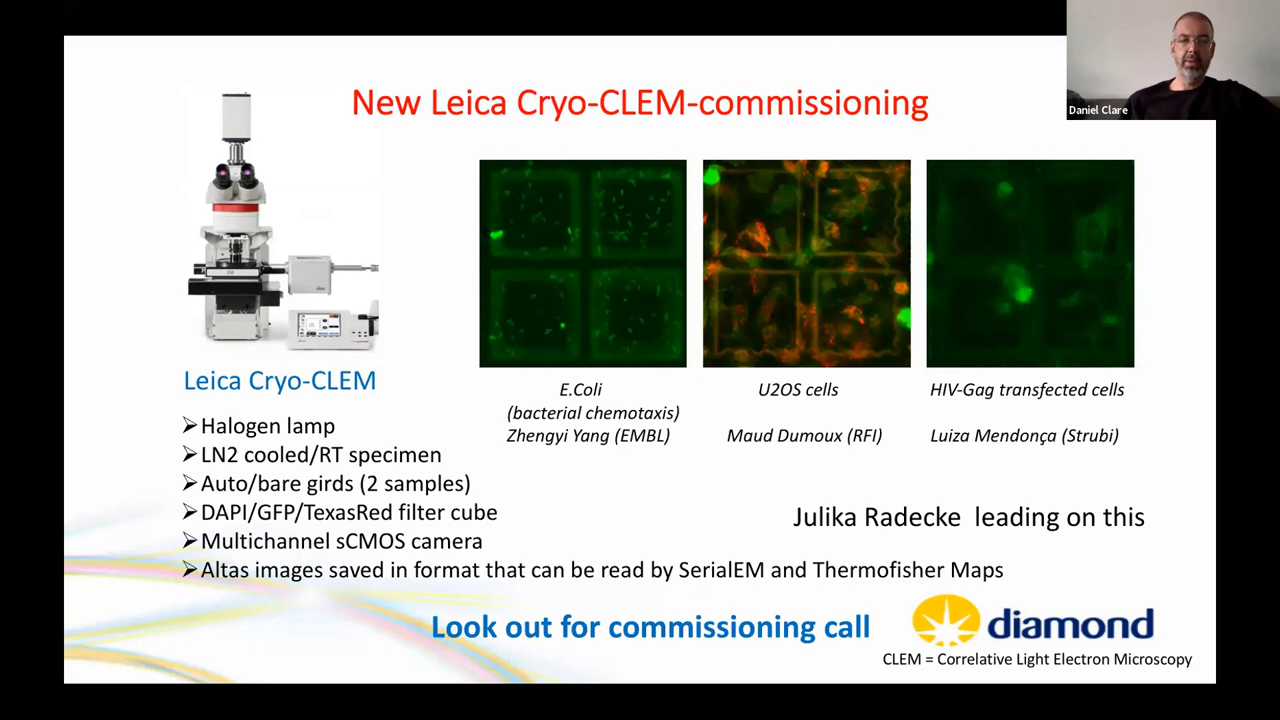 New Leica Cryo-CLEM-commissioning
Daniel Clare
Leica Cryo-CLEM
➢Halogen lamp
➢LN2 cooled/RT specimen
➢Auto/bare girds (2 samples)
➢DAPI/GFP/TexasRed filter cube
➢Multichannel sCMOS camera
➢Altas images saved in format that can be read by SerialEM and Thermofisher Maps
E.Coli
(bacterial chemotaxis)
Zhengyi Yang (EMBL)
U2OS cells
Maud Dumoux (RFI)
HIV-Gag transfected cells
Luiza Mendonça (Strubi)
Julika Radecke leading on this
Look out for commissioning call
diamond
CLEM = Correlative Light Electron Microscopy